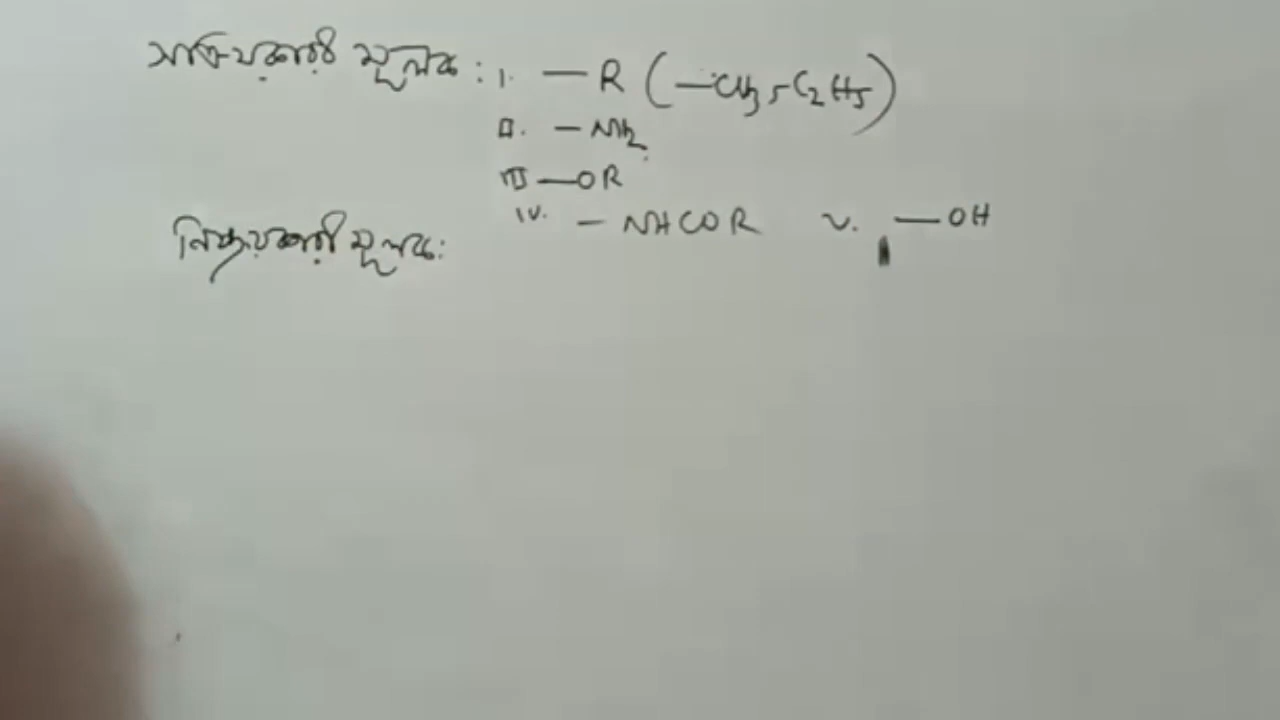 সক্রিয়কারী মূলক : i. — R ( — CH3, C2H5 )
ii. — NH2
iii — OR
iv. — NHCOR v. — OH
নিষ্ক্রিয়কারী মূলক :